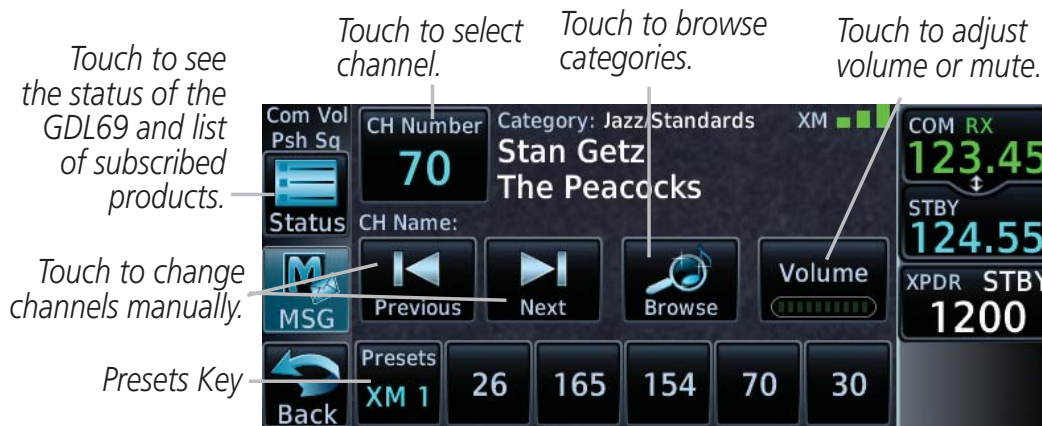 Touch to see
the status of the
GDL69 and list
of subscribed
products.
Touch to select
channel.
Touch to browse
categories.
Touch to adjust
volume or mute.
Touch to change
channels manually.
Presets Key
Com Vol
Psh Sq
Status
MSG
Back
CH Number
70
Category: Jazz/Standards
XM
Stan Getz
The Peacocks
CH Name:
Previous
Next
Browse
Volume
Presets
XM 1
26
165
154
70
30
COM RX
123.45
STBY
124.55
XPDR STBY
1200